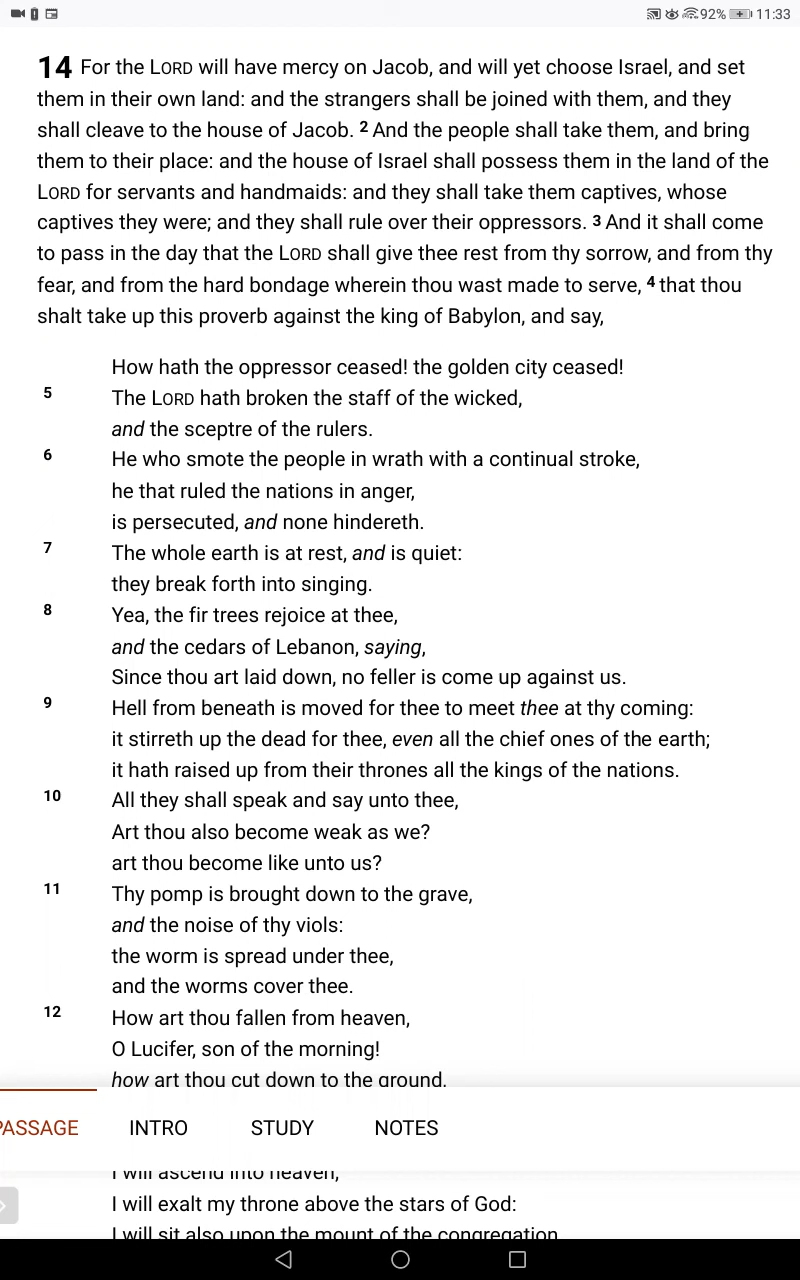 92% 11:33
14 For the LORD will have mercy on Jacob, and will yet choose Israel, and set
them in their own land: and the strangers shall be joined with them, and they
shall cleave to the house of Jacob. 2 And the people shall take them, and bring
them to their place: and the house of Israel shall possess them in the land of the
LORD for servants and handmaids: and they shall take them captives, whose
captives they were; and they shall rule over their oppressors. 3 And it shall come
to pass in the day that the LORD shall give thee rest from thy sorrow, and from thy
fear, and from the hard bondage wherein thou wast made to serve, 4 that thou
shalt take up this proverb against the king of Babylon, and say,
How hath the oppressor ceased! the golden city ceased!
5 The LORD hath broken the staff of the wicked,
and the sceptre of the rulers.
6 He who smote the people in wrath with a continual stroke,
he that ruled the nations in anger,
is persecuted, and none hindereth.
7 The whole earth is at rest, and is quiet:
they break forth into singing.
8 Yea, the fir trees rejoice at thee,
and the cedars of Lebanon, saying,
Since thou art laid down, no feller is come up against us.
9 Hell from beneath is moved for thee to meet thee at thy coming:
it stirreth up the dead for thee, even all the chief ones of the earth;
it hath raised up from their thrones all the kings of the nations.
10 All they shall speak and say unto thee,
Art thou also become weak as we?
art thou become like unto us?
11 Thy pomp is brought down to the grave,
and the noise of thy viols:
the worm is spread under thee,
and the worms cover thee.
12 How art thou fallen from heaven,
O Lucifer, son of the morning!
how art thou cut down to the ground,
PASSAGE INTRO STUDY NOTES
I will ascend into heaven,
I will exalt my throne above the stars of God:
I will sit also upon the mount of the congregation